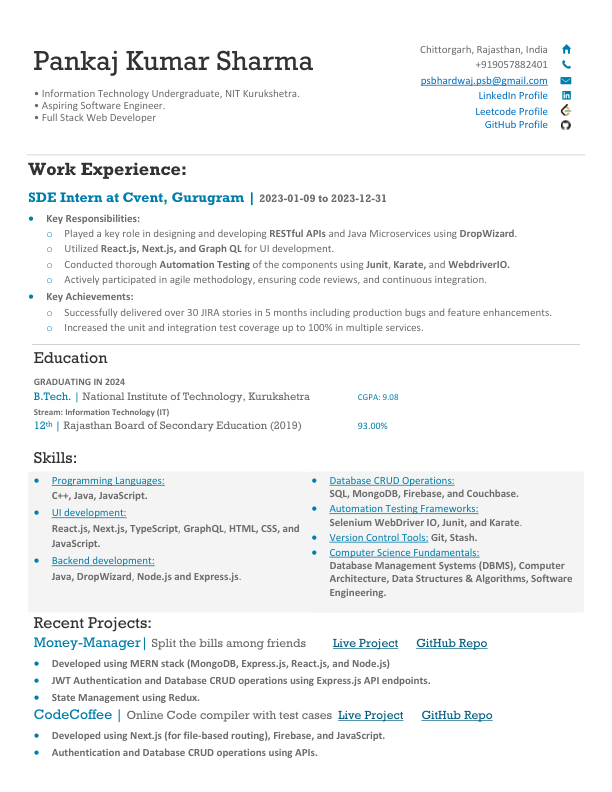 Pankaj Kumar Sharma
• Information Technology Undergraduate, NIT Kurukshetra.
• Aspiring Software Engineer.
• Full Stack Web Developer
Chittorgarh, Rajasthan, India
+919057882401
psbhardwaj.psb@gmail.com
LinkedIn Profile
Leetcode Profile
GitHub Profile
Work Experience:
SDE Intern at Cvent, Gurugram | 2023-01-09 to 2023-12-31
• Key Responsibilities:
o Played a key role in designing and developing RESTful APIs and Java Microservices using DropWizard.
o Utilized React.js, Next.js, and Graph QL for UI development.
o Conducted thorough Automation Testing of the components using Junit, Karate, and WebdriverIO.
o Actively participated in agile methodology, ensuring code reviews, and continuous integration.
• Key Achievements:
o Successfully delivered over 30 JIRA stories in 5 months including production bugs and feature enhancements.
o Increased the unit and integration test coverage up to 100% in multiple services.
Education
GRADUATING IN 2024
B.Tech. | National Institute of Technology, Kurukshetra CGPA: 9.08
Stream: Information Technology (IT)
12th | Rajasthan Board of Secondary Education (2019) 93.00%
Skills:
• Programming Languages:
C++, Java, JavaScript.
• UI development:
React.js, Next.js, TypeScript, GraphQL, HTML, CSS, and
JavaScript.
• Backend development:
Java, DropWizard, Node.js and Express.js.
• Database CRUD Operations:
SQL, MongoDB, Firebase, and Couchbase.
• Automation Testing Frameworks:
Selenium WebDriver IO, Junit, and Karate.
• Version Control Tools: Git, Stash.
• Computer Science Fundamentals:
Database Management Systems (DBMS), Computer
Architecture, Data Structures & Algorithms, Software
Engineering.
Recent Projects:
Money-Manager| Split the bills among friends Live Project GitHub Repo
• Developed using MERN stack (MongoDB, Express.js, React.js, and Node.js)
• JWT Authentication and Database CRUD operations using Express.js API endpoints.
• State Management using Redux.
CodeCoffee | Online Code compiler with test cases Live Project GitHub Repo
• Developed using Next.js (for file-based routing), Firebase, and JavaScript.
• Authentication and Database CRUD operations using APIs.